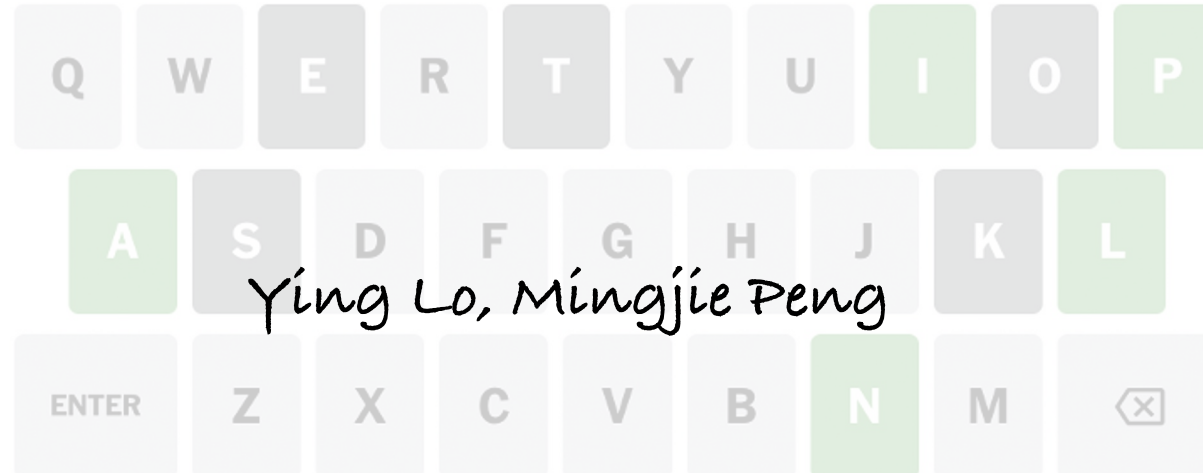 Q W E R T Y U I O P
A S D F G H J K L
Ying Lo, Mingjie Peng
ENTER Z X C V B N M